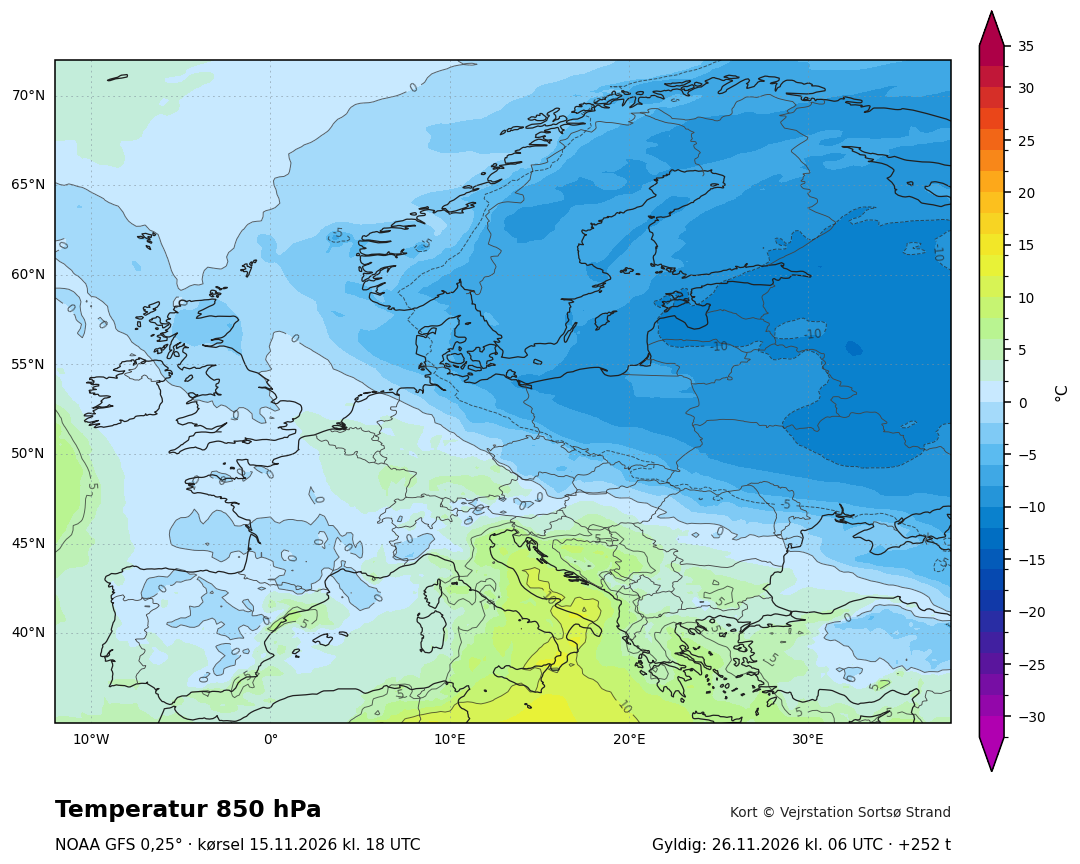 70°N
65°N
60°N
55°N
50°N
45°N
40°N
10°W 0° 10°E 20°E 30°E
35
30
25
20
15
10
5
0
−5
−10
−15
−20
−25
−30
°C
Temperatur 850 hPa
Kort © Vejrstation Sortsø Strand
NOAA GFS 0,25° · kørsel 15.11.2026 kl. 18 UTC
Gyldig: 26.11.2026 kl. 06 UTC · +252 t